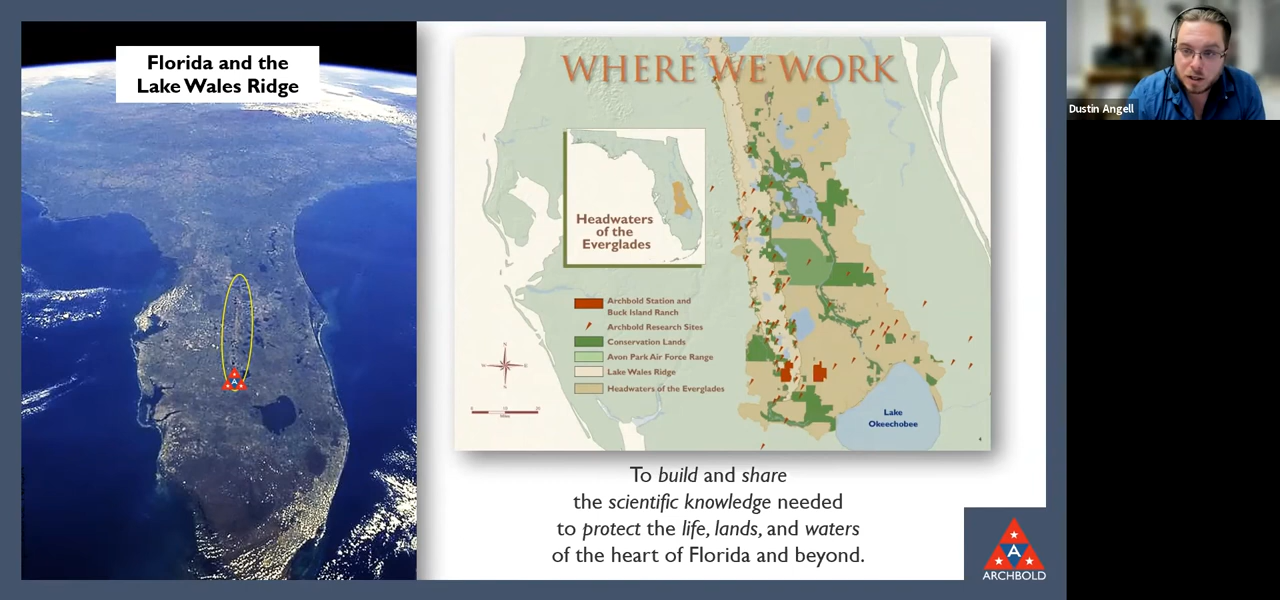 Florida and the
Lake Wales Ridge
WHERE WE WORK
Headwaters
of the
Everglades
Archbold Station and
Buck Island Ranch
Archbold Research Sites
Conservation Lands
Avon Park Air Force Range
Lake Wales Ridge
Headwaters of the Everglades
Lake
Okeechobee
To build and share
the scientific knowledge needed
to protect the life, lands, and waters
of the heart of Florida and beyond.
A
A
ARCHBOLD
Dustin Angell